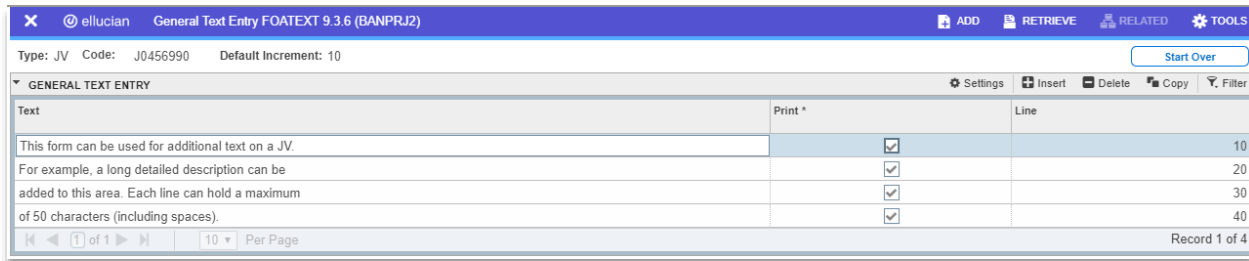 ellucian General Text Entry FOATEXT 9.3.6 (BANPRJ2) ADD RETRIEVE RELATED TOOLS
Type: JV Code: J0456990 Default Increment: 10 Start Over
GENERAL TEXT ENTRY Settings Insert Delete Copy Filter
Text Print * Line
This form can be used for additional text on a JV. 10
For example, a long detailed description can be 20
added to this area. Each line can hold a maximum 30
of 50 characters (including spaces). 40
1 of 1 10 Per Page Record 1 of 4